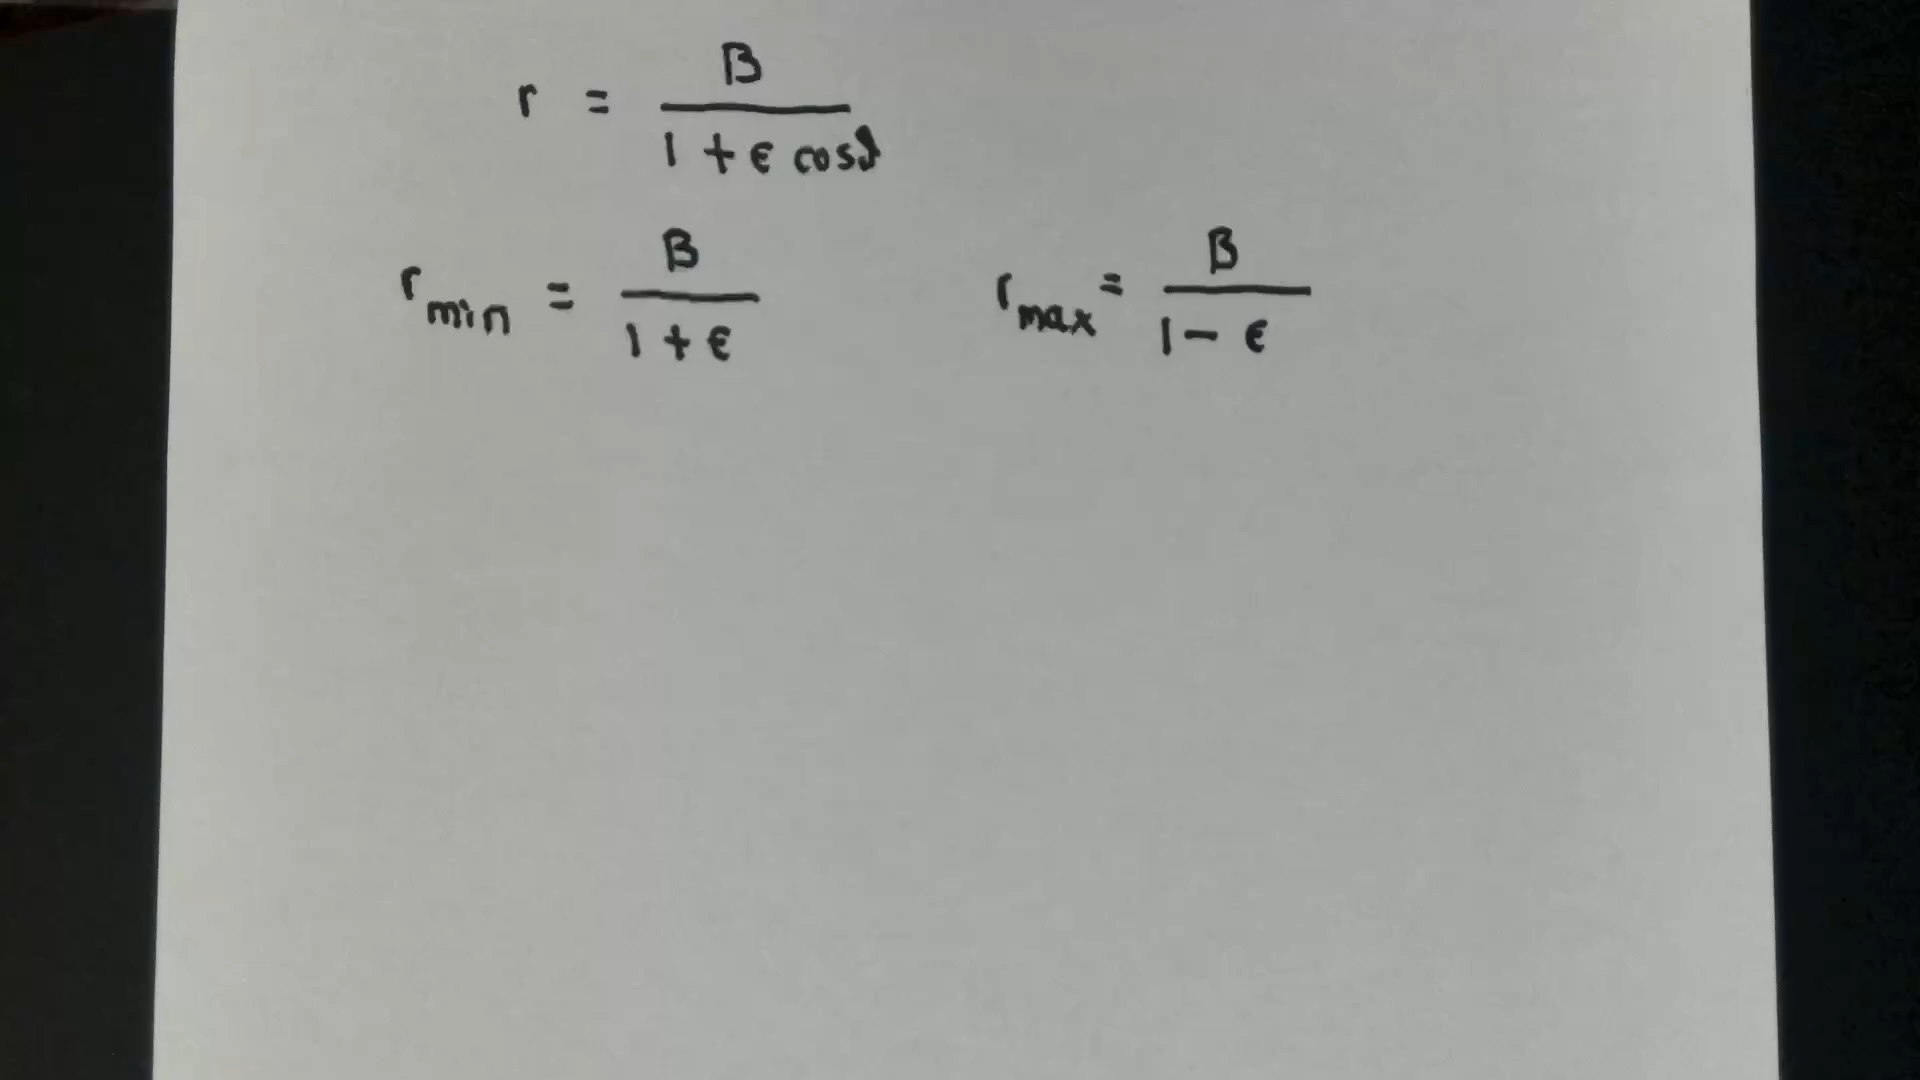 r = B / (1 + ε cosϑ)
r_min = B / (1 + ε)    r_max = B / (1 − ε)